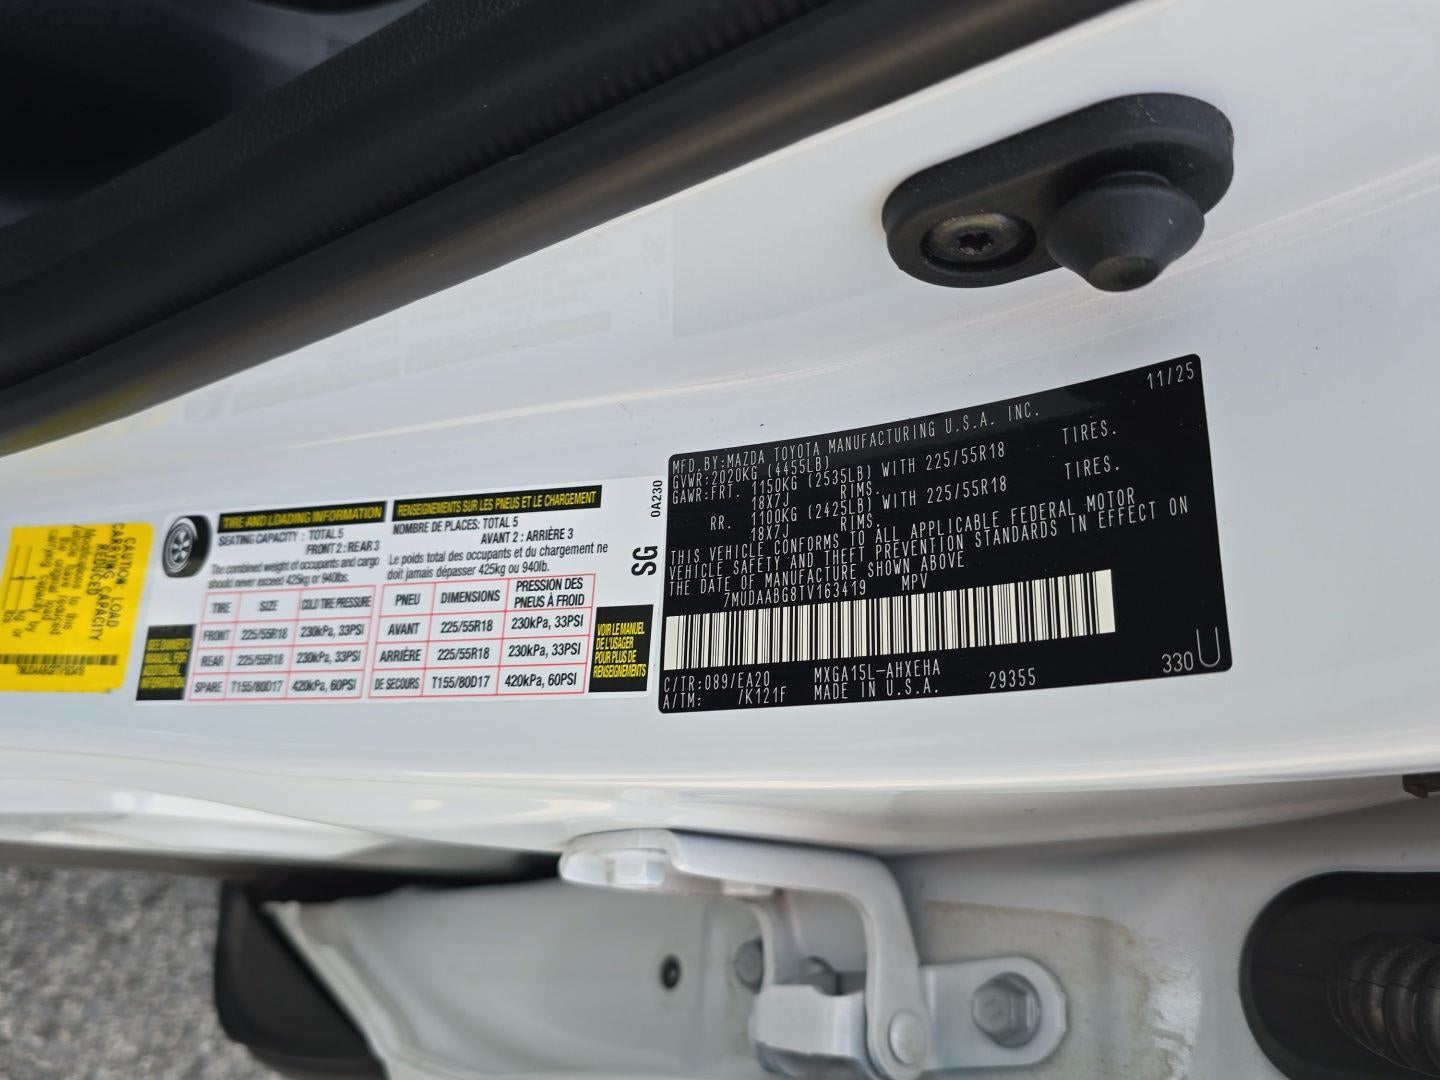 CAUTION LOAD
CARRYING CAPACITY
REDUCED
TIRE AND LOADING INFORMATION
SEATING CAPACITY : TOTAL 5
FRONT 2 : REAR 3
The combined weight of occupants and cargo
should never exceed 425kg or 940lbs.
TIRE SIZE COLD TIRE PRESSURE
FRONT 225/55R18 230kPa, 33PSI
REAR 225/55R18 230kPa, 33PSI
SPARE T155/80D17 420kPa, 60PSI
SEE OWNER'S
MANUAL FOR
ADDITIONAL
INFORMATION
RENSEIGNEMENTS SUR LES PNEUS ET LE CHARGEMENT
NOMBRE DE PLACES: TOTAL 5
AVANT 2 : ARRIÈRE 3
Le poids total des occupants et du chargement ne
doit jamais dépasser 425kg ou 940lb.
PNEU DIMENSIONS PRESSION DES
PNEUS À FROID
AVANT 225/55R18 230kPa, 33PSI
ARRIÈRE 225/55R18 230kPa, 33PSI
DE SECOURS T155/80D17 420kPa, 60PSI
VOIR LE MANUEL
DE L'USAGER
POUR PLUS DE
RENSEIGNEMENTS
0A230
SG
11/25
MFD.BY:MAZDA TOYOTA MANUFACTURING U.S.A. INC.
GVWR:2020KG (4455LB)
GAWR:FRT. 1150KG (2535LB) WITH 225/55R18 TIRES.
18X7J RIMS.
RR. 1100KG (2425LB) WITH 225/55R18 TIRES.
18X7J RIMS.
THIS VEHICLE CONFORMS TO ALL APPLICABLE FEDERAL MOTOR
VEHICLE SAFETY AND THEFT PREVENTION STANDARDS IN EFFECT ON
THE DATE OF MANUFACTURE SHOWN ABOVE
7MUDAABG8TV163419 MPV
C/TR:089/EA20 MXGA15L-AHXEHA
A/TM: /K121F MADE IN U.S.A. 29355
330 U